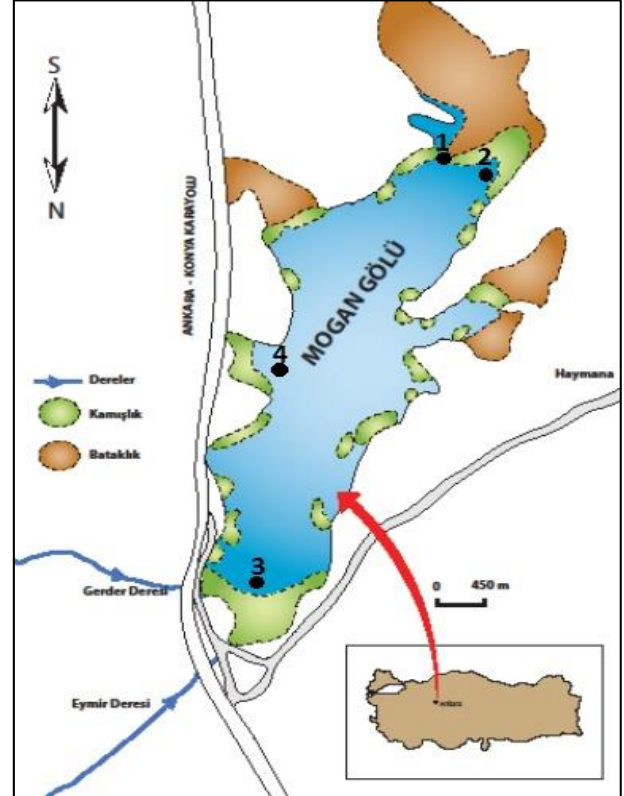 S
N
ANKARA - KONYA KARAYOLU
1
2
MOGAN GÖLÜ
4
Dereler
Kamışlık
Bataklık
Haymana
3
Gerder Deresi
0 450 m
Eymir Deresi
Ankara